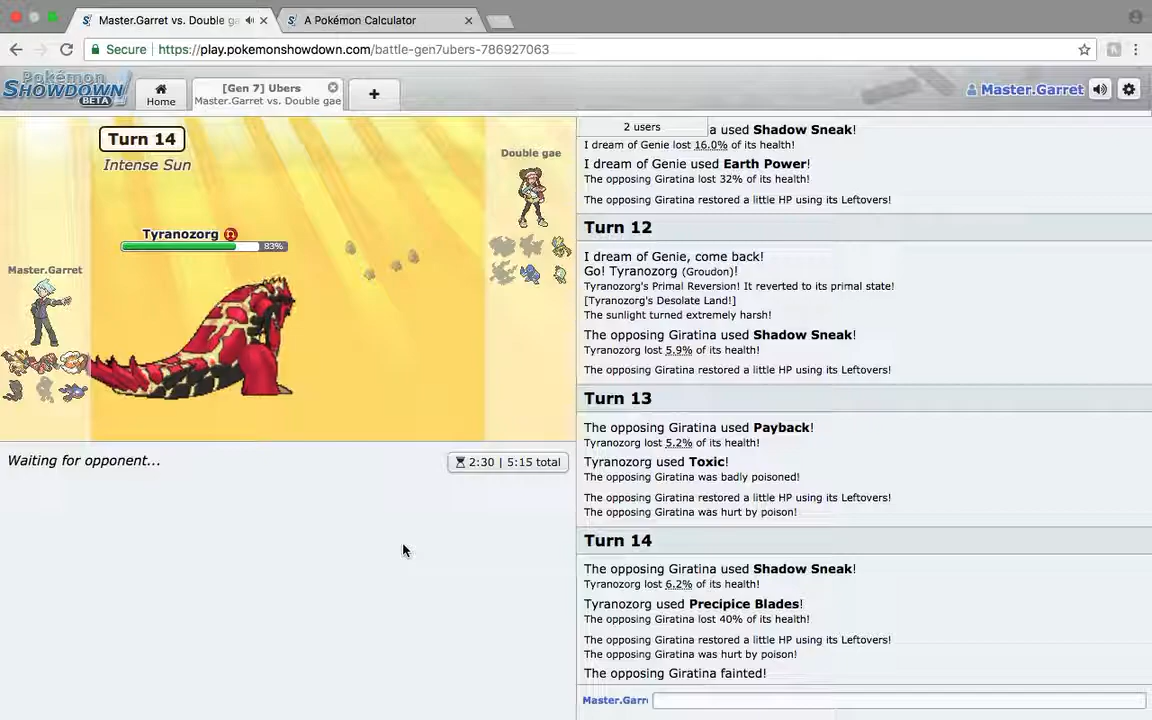 Master.Garret vs. Double ga
A Pokémon Calculator
Secure https://play.pokemonshowdown.com/battle-gen7ubers-786927063
Pokémon
SHOWDOWN!
BETA
Home
[Gen 7] Ubers
Master.Garret vs. Double gae
+
Master.Garret
Turn 14
Intense Sun
Double gae
Tyranozorg
83%
Master.Garret
Waiting for opponent...
2:30 | 5:15 total
2 users
a used Shadow Sneak!
I dream of Genie lost 16.0% of its health!
I dream of Genie used Earth Power!
The opposing Giratina lost 32% of its health!
The opposing Giratina restored a little HP using its Leftovers!
Turn 12
I dream of Genie, come back!
Go! Tyranozorg (Groudon)!
Tyranozorg's Primal Reversion! It reverted to its primal state!
[Tyranozorg's Desolate Land!]
The sunlight turned extremely harsh!
The opposing Giratina used Shadow Sneak!
Tyranozorg lost 5.9% of its health!
The opposing Giratina restored a little HP using its Leftovers!
Turn 13
The opposing Giratina used Payback!
Tyranozorg lost 5.2% of its health!
Tyranozorg used Toxic!
The opposing Giratina was badly poisoned!
The opposing Giratina restored a little HP using its Leftovers!
The opposing Giratina was hurt by poison!
Turn 14
The opposing Giratina used Shadow Sneak!
Tyranozorg lost 6.2% of its health!
Tyranozorg used Precipice Blades!
The opposing Giratina lost 40% of its health!
The opposing Giratina restored a little HP using its Leftovers!
The opposing Giratina was hurt by poison!
The opposing Giratina fainted!
Master.Garr